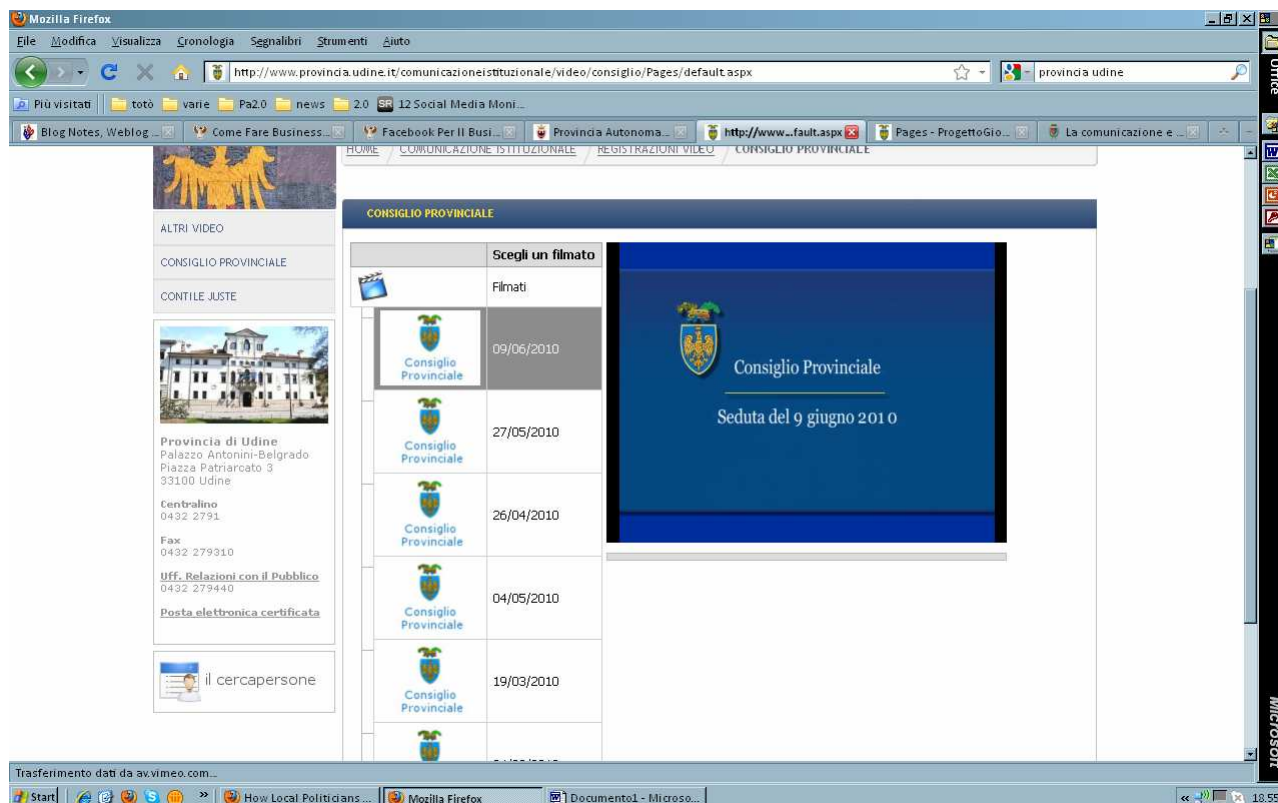 Mozilla Firefox
File Modifica Visualizza Cronologia Segnalibri Strumenti Aiuto
http://www.provincia.udine.it/comunicazioneistituzionale/video/consiglio/Pages/default.aspx
provincia udine
Più visitati totò varie Pa2.0 news 2.0 SR 12 Social Media Moni...
Blog Notes, Weblog ... Come Fare Business... Facebook Per Il Busi... Provincia Autonoma... http://www...fault.aspx Pages - ProgettoGio... La comunicazione e ...
HOME / COMUNICAZIONE ISTITUZIONALE / REGISTRAZIONI VIDEO / CONSIGLIO PROVINCIALE
ALTRI VIDEO
CONSIGLIO PROVINCIALE
CONTILE JUSTE
Provincia di Udine
Palazzo Antonini-Belgrado
Piazza Patriarcato 3
33100 Udine
Centralino
0432 2791
Fax
0432 279310
Uff. Relazioni con il Pubblico
0432 279440
Posta elettronica certificata
il cercapersone
CONSIGLIO PROVINCIALE
Scegli un filmato
Filmati
Consiglio
Provinciale
09/06/2010
Consiglio
Provinciale
27/05/2010
Consiglio
Provinciale
26/04/2010
Consiglio
Provinciale
04/05/2010
Consiglio
Provinciale
19/03/2010
Consiglio Provinciale
Seduta del 9 giugno 2010
Office
Microsoft
Trasferimento dati da av.vimeo.com...
Start » How Local Politicians ... Mozilla Firefox Documento1 - Microso... « 18.55